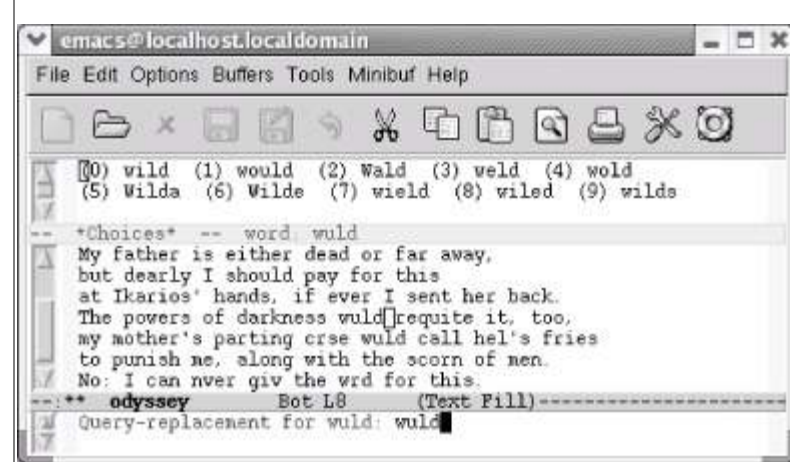 emacs@localhost.localdomain
File Edit Options Buffers Tools Minibuf Help
(0) wild (1) would (2) Wald (3) weld (4) wold
(5) Wilda (6) Wilde (7) wield (8) wiled (9) wilds
-- *Choices* -- word: wuld
My father is either dead or far away,
but dearly I should pay for this
at Ikarios' hands, if ever I sent her back.
The powers of darkness wuld requite it, too,
my mother's parting crse wuld call hel's fries
to punish me, along with the scorn of men.
No: I can nver giv the wrd for this.
--:** odyssey Bot L8 (Text Fill)-----------------------
Query-replacement for wuld: wuld